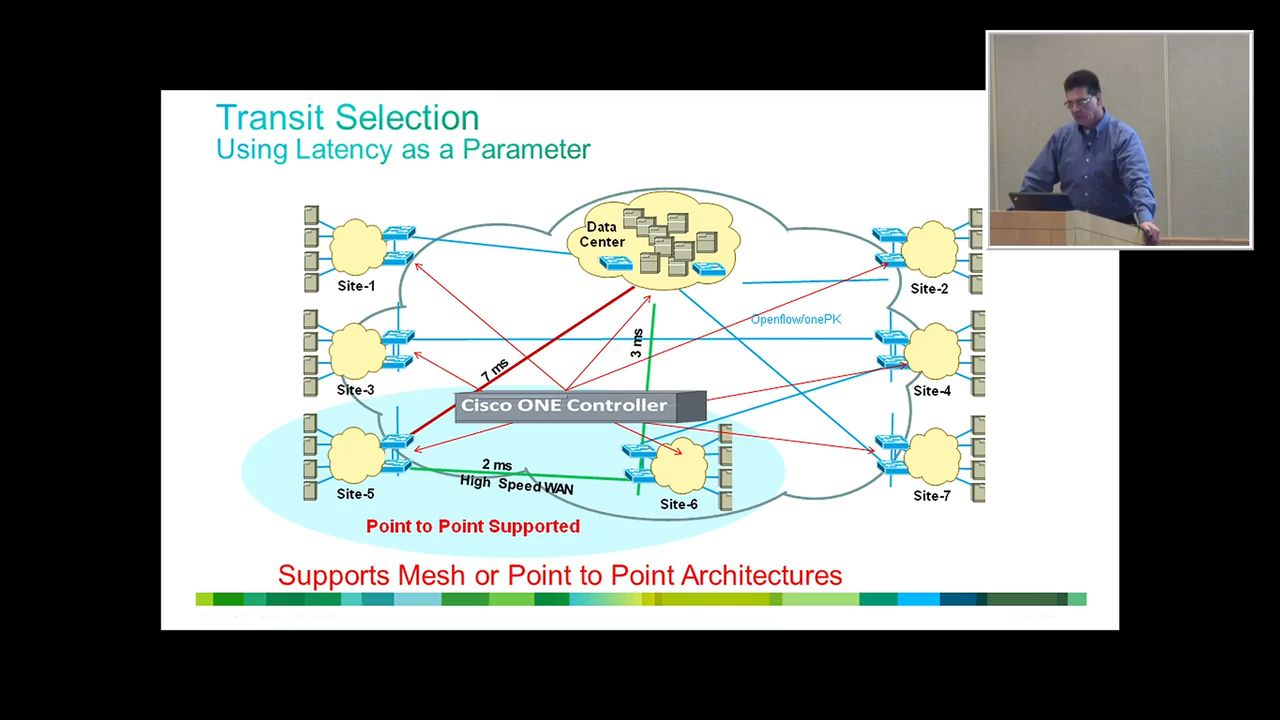 Transit Selection
Using Latency as a Parameter
Data
Center
Site-1
Site-2
Openflow/onePK
3 ms
7 ms
Site-3
Site-4
Cisco ONE Controller
2 ms
High Speed WAN
Site-5
Site-6
Site-7
Point to Point Supported
Supports Mesh or Point to Point Architectures